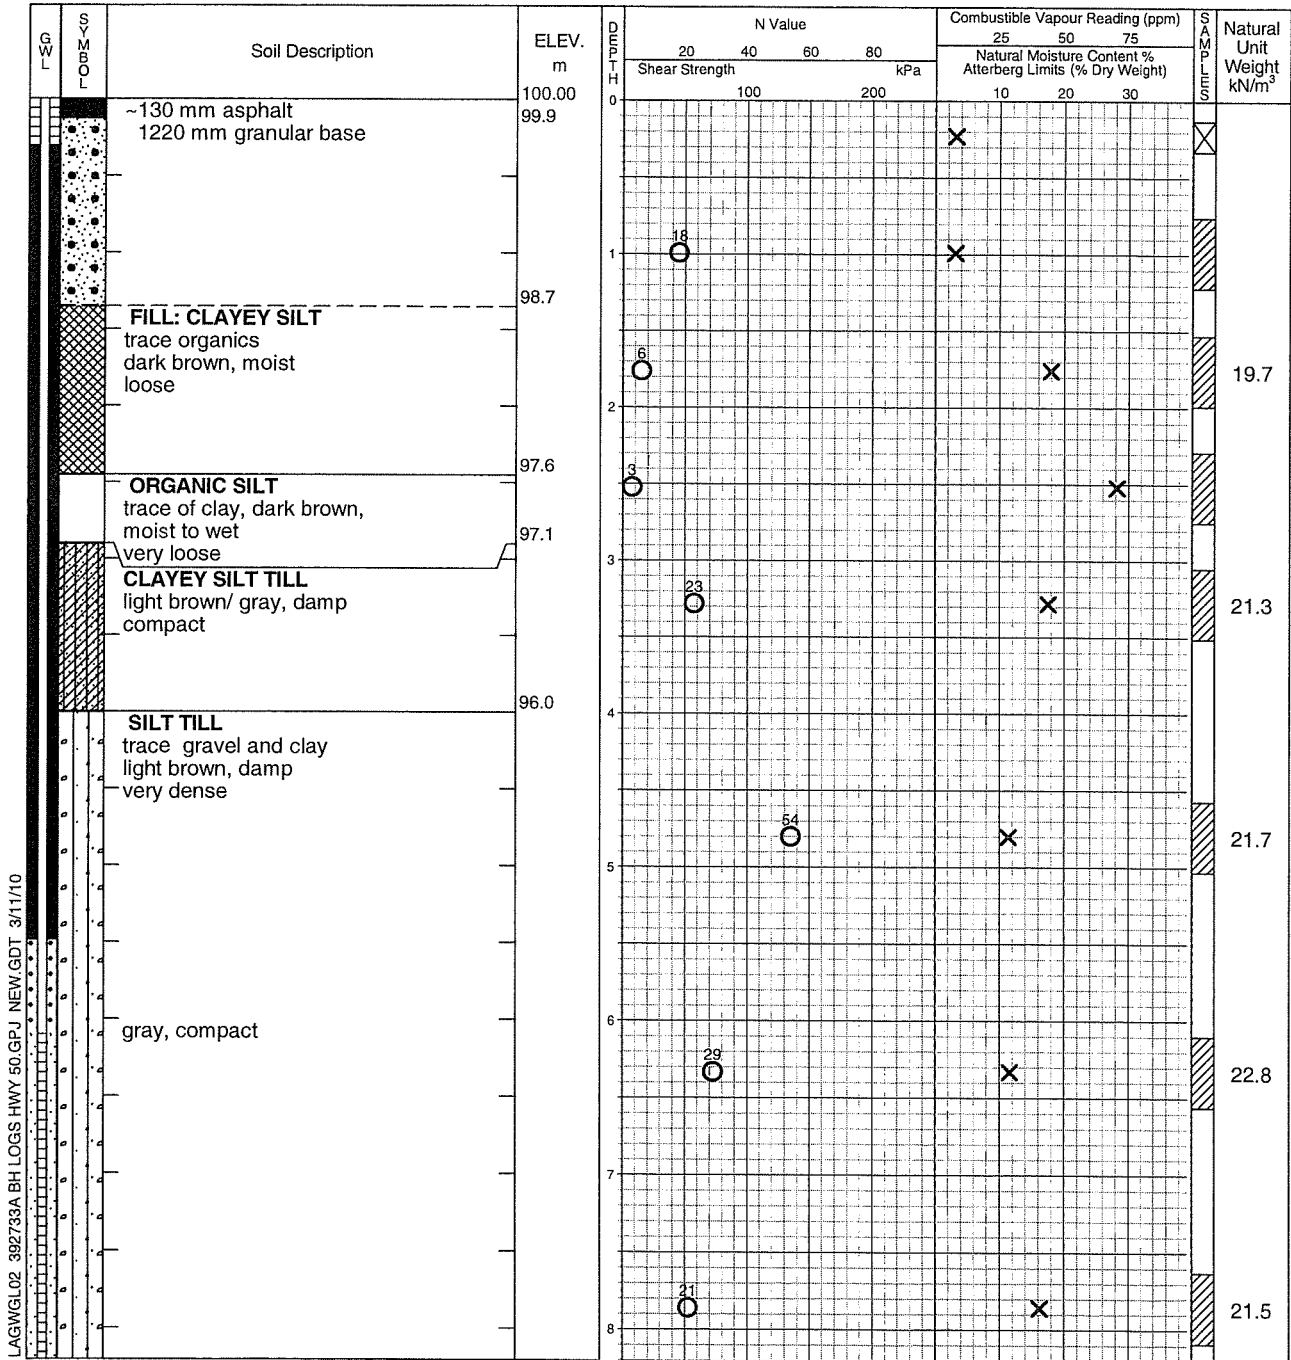 GWL
SYMBOL
Soil Description
ELEV.
m
100.00
DEPTH
N Value
20 40 60 80
Shear Strength kPa
100 200
Combustible Vapour Reading (ppm)
25 50 75
Natural Moisture Content %
Atterberg Limits (% Dry Weight)
10 20 30
SAMPLES
Natural
Unit
Weight
kN/m³
~130 mm asphalt
99.9
1220 mm granular base
98.7
FILL: CLAYEY SILT
trace organics
dark brown, moist
loose
97.6
ORGANIC SILT
trace of clay, dark brown,
moist to wet
97.1
very loose
CLAYEY SILT TILL
light brown/ gray, damp
compact
96.0
SILT TILL
trace gravel and clay
light brown, damp
very dense
gray, compact
0
1
2
3
4
5
6
7
8
18
6
3
23
54
29
21
19.7
21.3
21.7
22.8
21.5
LAGWGL02 392733A BH LOGS HWY 50.GPJ NEW.GDT 3/11/10